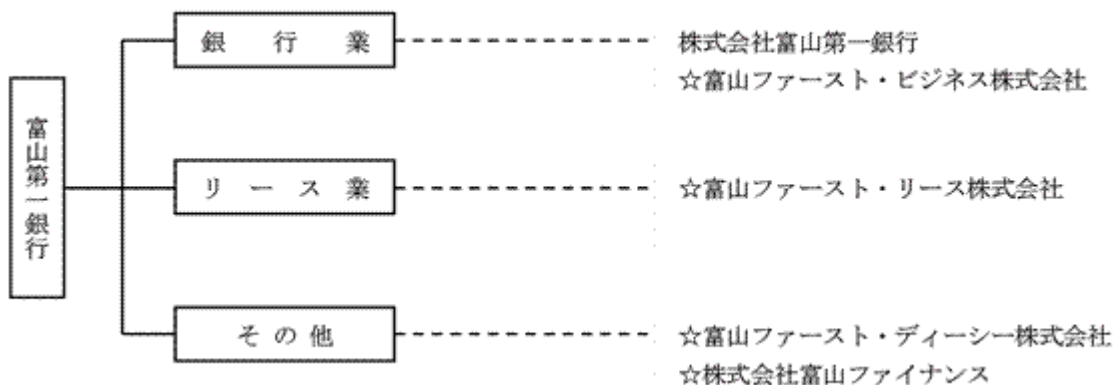 富山第一銀行
銀行業
株式会社富山第一銀行
☆富山ファースト・ビジネス株式会社
リース業
☆富山ファースト・リース株式会社
その他
☆富山ファースト・ディーシー株式会社
☆株式会社富山ファイナンス